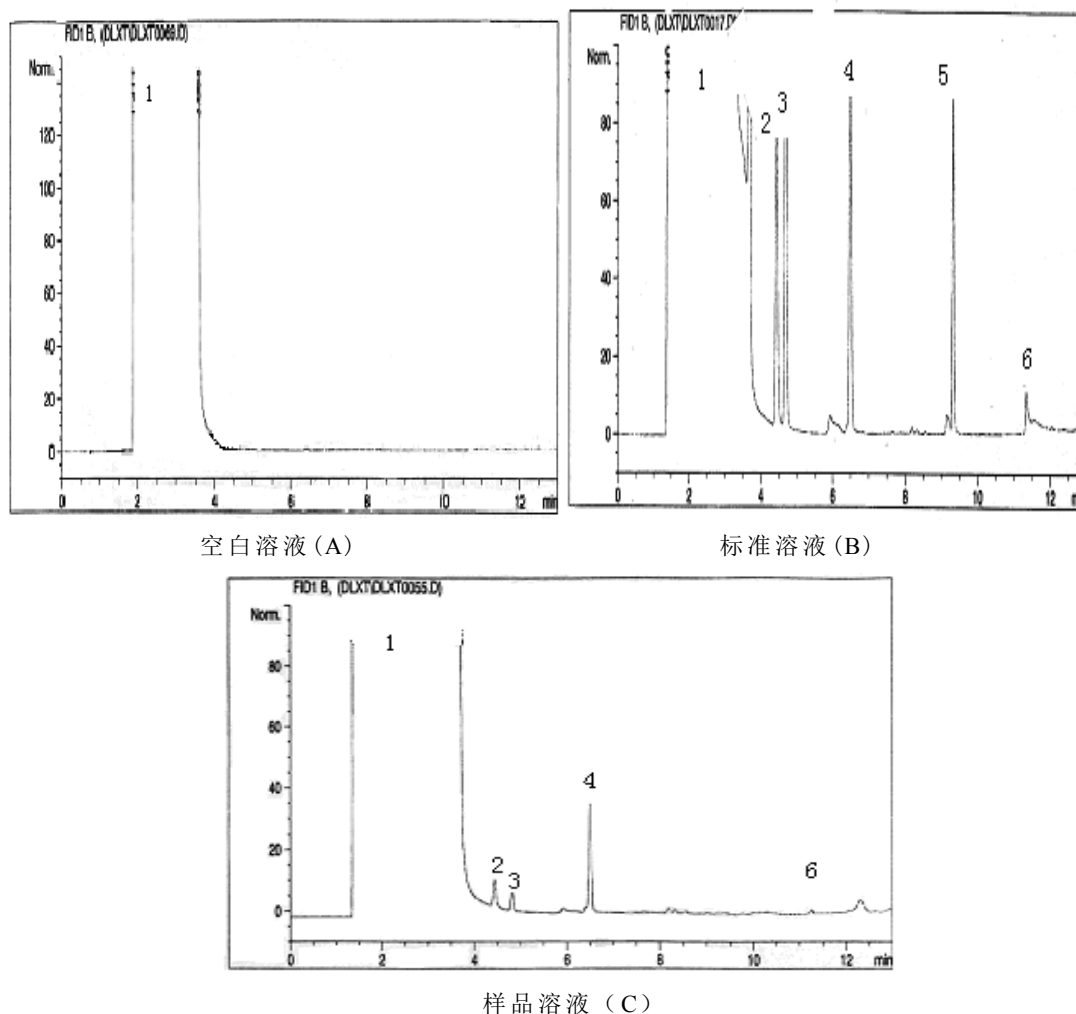 FID1 B, (DLXT\DLXT0069.D)
Norm.
1
120
100
80
60
40
20
0
0 2 4 6 8 10 12 min
空白溶液(A)
FID1 B, (DLXT\DLXT0017.D)
Norm.
1
2
3
4
5
6
80
60
40
20
0
0 2 4 6 8 10 12
标准溶液(B)
FID1 B, (DLXT\DLXT0055.D)
Norm.
1
2
3
4
6
80
60
40
20
0
0 2 4 6 8 10 12 min
样品溶液（C）